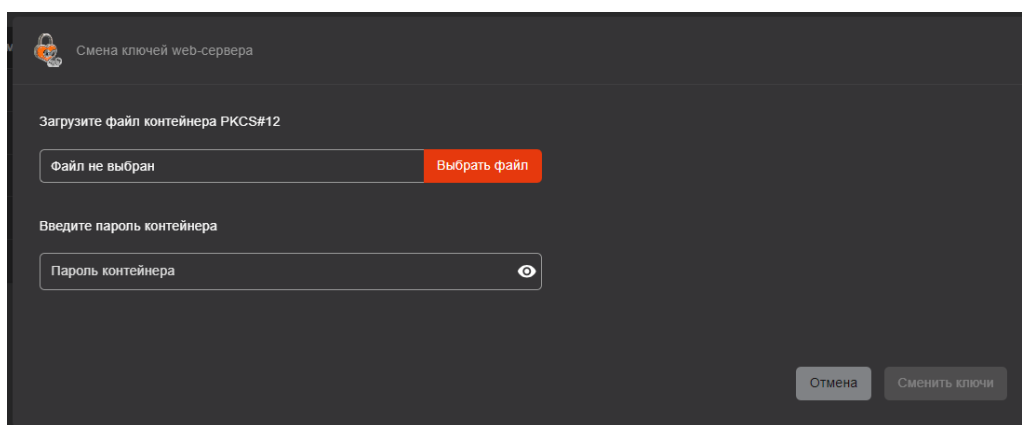 Смена ключей web-сервера
Загрузите файл контейнера PKCS#12
Файл не выбран Выбрать файл
Введите пароль контейнера
Пароль контейнера
Отмена Сменить ключи